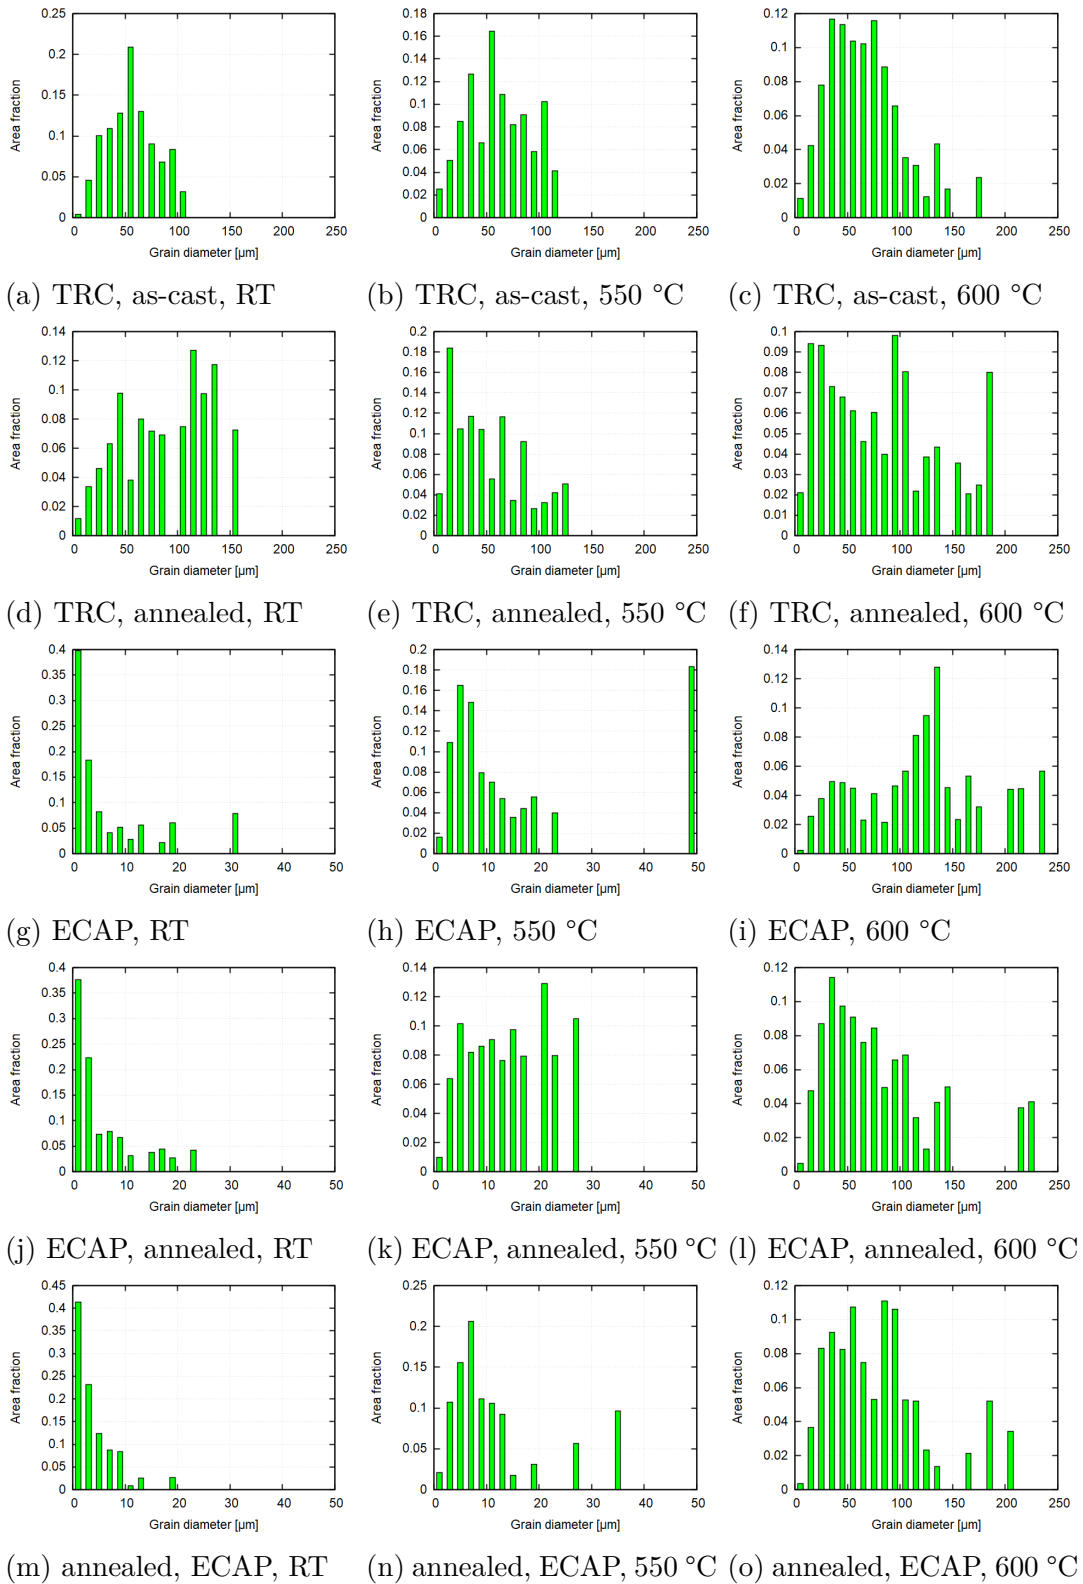 0.25
0.2
0.15
0.1
0.05
0
0 50 100 150 200 250
Area fraction
Grain diameter [µm]
(a) TRC, as-cast, RT
0.18
0.16
0.14
0.12
0.1
0.08
0.06
0.04
0.02
0
0 50 100 150 200 250
Area fraction
Grain diameter [µm]
(b) TRC, as-cast, 550 °C
0.12
0.1
0.08
0.06
0.04
0.02
0
0 50 100 150 200 250
Area fraction
Grain diameter [µm]
(c) TRC, as-cast, 600 °C
0.14
0.12
0.1
0.08
0.06
0.04
0.02
0
0 50 100 150 200 250
Area fraction
Grain diameter [µm]
(d) TRC, annealed, RT
0.2
0.18
0.16
0.14
0.12
0.1
0.08
0.06
0.04
0.02
0
0 50 100 150 200 250
Area fraction
Grain diameter [µm]
(e) TRC, annealed, 550 °C
0.1
0.09
0.08
0.07
0.06
0.05
0.04
0.03
0.02
0.01
0
0 50 100 150 200 250
Area fraction
Grain diameter [µm]
(f) TRC, annealed, 600 °C
0.4
0.35
0.3
0.25
0.2
0.15
0.1
0.05
0
0 10 20 30 40 50
Area fraction
Grain diameter [µm]
(g) ECAP, RT
0.2
0.18
0.16
0.14
0.12
0.1
0.08
0.06
0.04
0.02
0
0 10 20 30 40 50
Area fraction
Grain diameter [µm]
(h) ECAP, 550 °C
0.14
0.12
0.1
0.08
0.06
0.04
0.02
0
0 50 100 150 200 250
Area fraction
Grain diameter [µm]
(i) ECAP, 600 °C
0.4
0.35
0.3
0.25
0.2
0.15
0.1
0.05
0
0 10 20 30 40 50
Area fraction
Grain diameter [µm]
(j) ECAP, annealed, RT
0.14
0.12
0.1
0.08
0.06
0.04
0.02
0
0 10 20 30 40 50
Area fraction
Grain diameter [µm]
(k) ECAP, annealed, 550 °C
0.12
0.1
0.08
0.06
0.04
0.02
0
0 50 100 150 200 250
Area fraction
Grain diameter [µm]
(l) ECAP, annealed, 600 °C
0.45
0.4
0.35
0.3
0.25
0.2
0.15
0.1
0.05
0
0 10 20 30 40 50
Area fraction
Grain diameter [µm]
(m) annealed, ECAP, RT
0.25
0.2
0.15
0.1
0.05
0
0 10 20 30 40 50
Area fraction
Grain diameter [µm]
(n) annealed, ECAP, 550 °C
0.12
0.1
0.08
0.06
0.04
0.02
0
0 50 100 150 200 250
Area fraction
Grain diameter [µm]
(o) annealed, ECAP, 600 °C